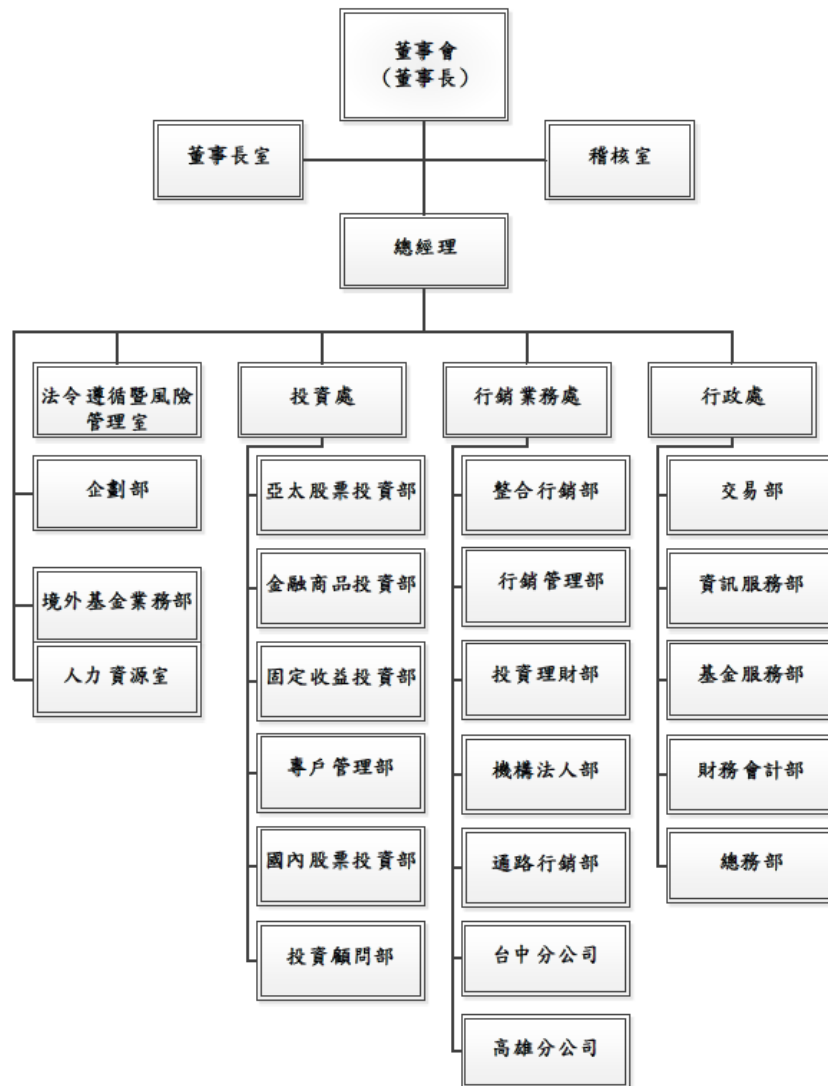 董事會
（董事長）
董事長室
稽核室
總經理
法令遵循暨風險
管理室
企劃部
境外基金業務部
人力資源室
投資處
亞太股票投資部
金融商品投資部
固定收益投資部
專戶管理部
國內股票投資部
投資顧問部
行銷業務處
整合行銷部
行銷管理部
投資理財部
機構法人部
通路行銷部
台中分公司
高雄分公司
行政處
交易部
資訊服務部
基金服務部
財務會計部
總務部